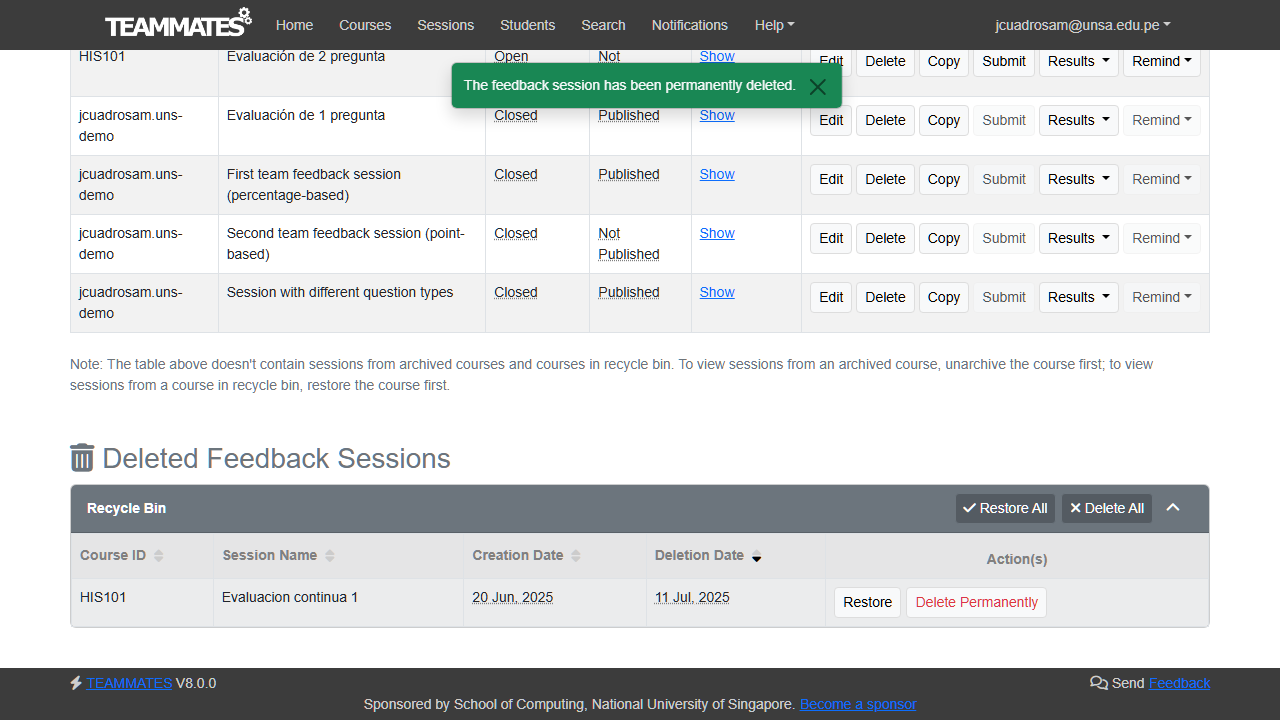 TEAMMATES Home Courses Sessions Students Search Notifications Help jcuadrosam@unsa.edu.pe
HIS101 Evaluación de 2 pregunta Open Not Show Edit Delete Copy Submit Results Remind
The feedback session has been permanently deleted.
jcuadrosam.uns-demo Evaluación de 1 pregunta Closed Published Show Edit Delete Copy Submit Results Remind
jcuadrosam.uns-demo First team feedback session (percentage-based) Closed Published Show Edit Delete Copy Submit Results Remind
jcuadrosam.uns-demo Second team feedback session (point-based) Closed Not Published Show Edit Delete Copy Submit Results Remind
jcuadrosam.uns-demo Session with different question types Closed Published Show Edit Delete Copy Submit Results Remind
Note: The table above doesn't contain sessions from archived courses and courses in recycle bin. To view sessions from an archived course, unarchive the course first; to view
sessions from a course in recycle bin, restore the course first.
Deleted Feedback Sessions
Recycle Bin Restore All Delete All
Course ID Session Name Creation Date Deletion Date Action(s)
HIS101 Evaluacion continua 1 20 Jun, 2025 11 Jul, 2025 Restore Delete Permanently
TEAMMATES V8.0.0 Send Feedback
Sponsored by School of Computing, National University of Singapore. Become a sponsor